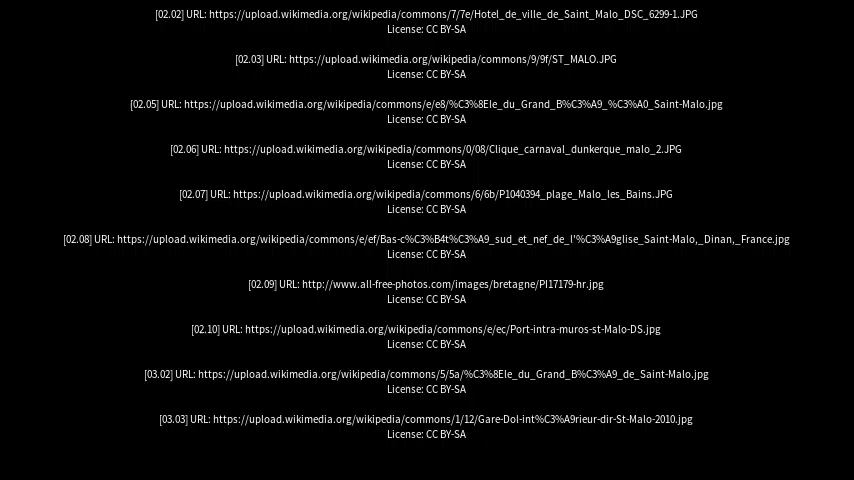 [02.02] URL: https://upload.wikimedia.org/wikipedia/commons/7/7e/Hotel_de_ville_de_Saint_Malo_DSC_6299-1.JPG
License: CC BY-SA
[02.03] URL: https://upload.wikimedia.org/wikipedia/commons/9/9f/ST_MALO.JPG
License: CC BY-SA
[02.05] URL: https://upload.wikimedia.org/wikipedia/commons/e/e8/%C3%8Ele_du_Grand_B%C3%A9_%C3%A0_Saint-Malo.jpg
License: CC BY-SA
[02.06] URL: https://upload.wikimedia.org/wikipedia/commons/0/08/Clique_carnaval_dunkerque_malo_2.JPG
License: CC BY-SA
[02.07] URL: https://upload.wikimedia.org/wikipedia/commons/6/6b/P1040394_plage_Malo_les_Bains.JPG
License: CC BY-SA
[02.08] URL: https://upload.wikimedia.org/wikipedia/commons/e/ef/Bas-c%C3%B4t%C3%A9_sud_et_nef_de_l'%C3%A9glise_Saint-Malo,_Dinan,_France.jpg
License: CC BY-SA
[02.09] URL: http://www.all-free-photos.com/images/bretagne/PI17179-hr.jpg
License: CC BY-SA
[02.10] URL: https://upload.wikimedia.org/wikipedia/commons/e/ec/Port-intra-muros-st-Malo-DS.jpg
License: CC BY-SA
[03.02] URL: https://upload.wikimedia.org/wikipedia/commons/5/5a/%C3%8Ele_du_Grand_B%C3%A9_de_Saint-Malo.jpg
License: CC BY-SA
[03.03] URL: https://upload.wikimedia.org/wikipedia/commons/1/12/Gare-Dol-int%C3%A9rieur-dir-St-Malo-2010.jpg
License: CC BY-SA